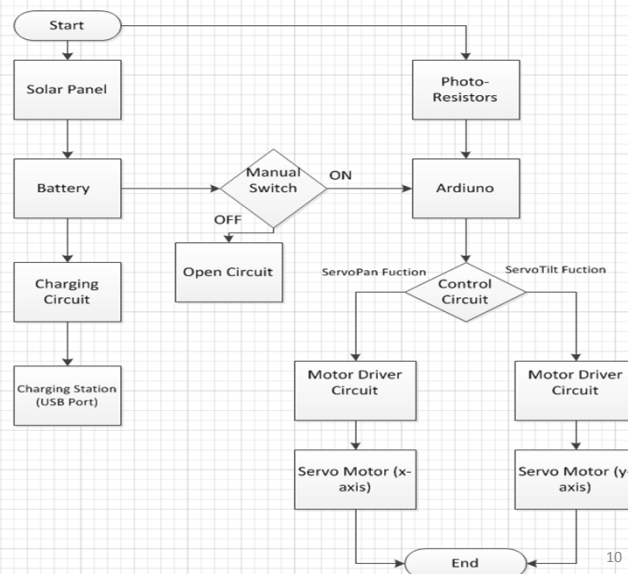 Start
Solar Panel
Photo-
Resistors
Battery
Manual
Switch
ON
Ardiuno
OFF
Open Circuit
Charging
Circuit
ServoPan Fuction
ServoTilt Fuction
Control
Circuit
Charging Station
(USB Port)
Motor Driver
Circuit
Motor Driver
Circuit
Servo Motor (x-
axis)
Servo Motor (y-
axis)
End
10